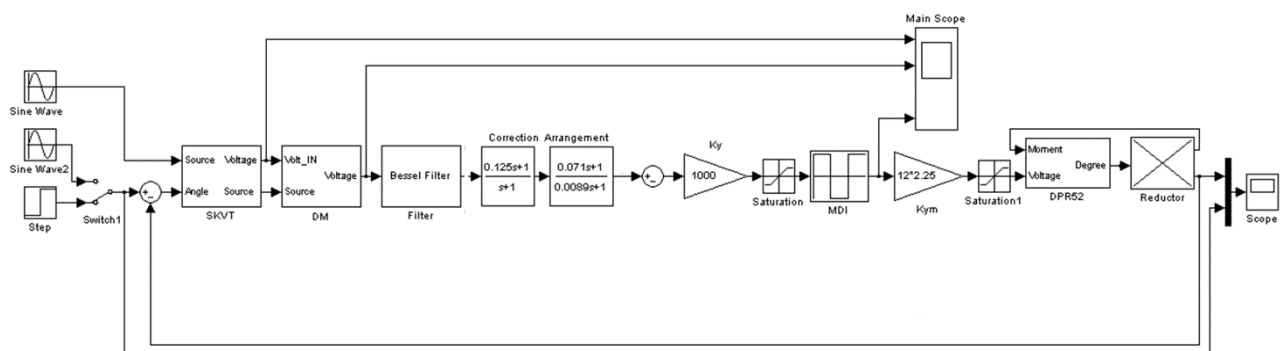 Main Scope
Sine Wave
Sine Wave2
Step
Switch1
+
-
Source Voltage
Angle Source
SKVT
Volt_IN
Voltage
Source
DM
Bessel Filter
Filter
Correction Arrangement
0.125s+1
s+1
0.071s+1
0.0089s+1
+
-
Ky
1000
Saturation
MDI
12*2.25
Kym
Saturation1
Moment
Degree
Voltage
DPR52
Reductor
Scope